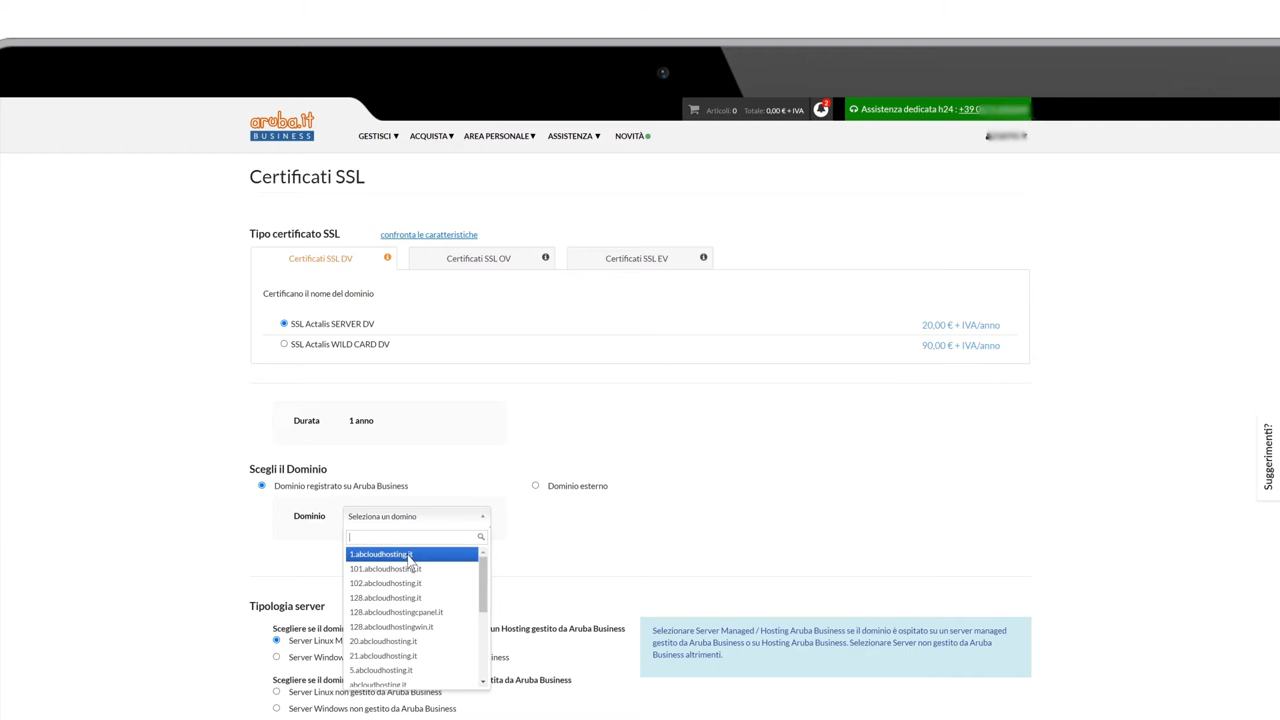 Articoli: 0 Totale: 0,00 € + IVA 2 Assistenza dedicata h24 : +39 0
aruba.it
BUSINESS
GESTISCI ▼ ACQUISTA▼ AREA PERSONALE▼ ASSISTENZA ▼ NOVITÀ
Certificati SSL
Tipo certificato SSL confronta le caratteristiche
Certificati SSL DV Certificati SSL OV Certificati SSL EV
Certificano il nome del dominio
SSL Actalis SERVER DV 20,00 € + IVA/anno
SSL Actalis WILD CARD DV 90,00 € + IVA/anno
Durata 1 anno
Suggerimenti?
Scegli il Dominio
Dominio registrato su Aruba Business Dominio esterno
Dominio Seleziona un domino
1.abcloudhosting.it
101.abcloudhosting.it
102.abcloudhosting.it
128.abcloudhosting.it
128.abcloudhostingcpanel.it
128.abcloudhostingwin.it
20.abcloudhosting.it
21.abcloudhosting.it
5.abcloudhosting.it
abcloudhosting.it
Tipologia server
Scegliere se il dom un Hosting gestito da Aruba Business
Server Linux M
Server Window ness
Scegliere se il dom tita da Aruba Business
Server Linux non gestito da Aruba Business
Server Windows non gestito da Aruba Business
Selezionare Server Managed / Hosting Aruba Business se il dominio è ospitato su un server managed
gestito da Aruba Business o su Hosting Aruba Business. Selezionare Server non gestito da Aruba
Business altrimenti.